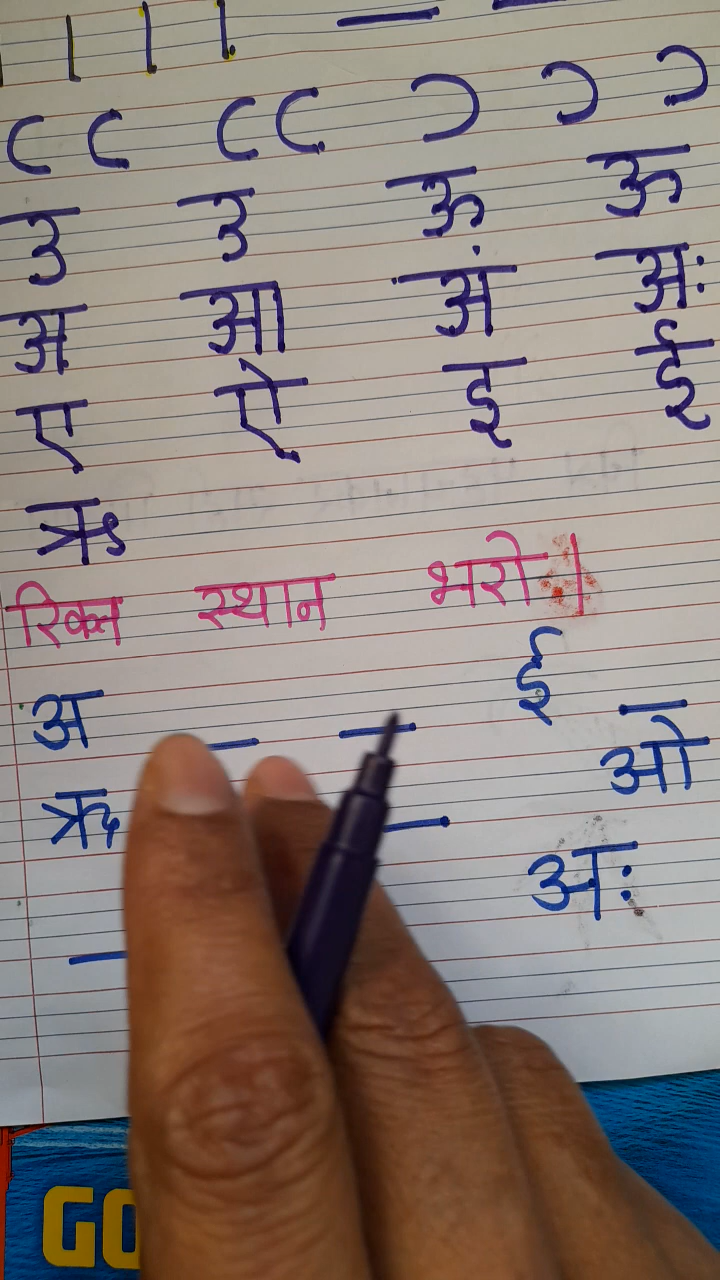 उ उ ऊ ऊ
अ आ अं अः
ए ऐ इ ई
ऋ
रिक्त स्थान भरो।
अ _ _ ई _
ऋ _ ओ
_ अः
GO